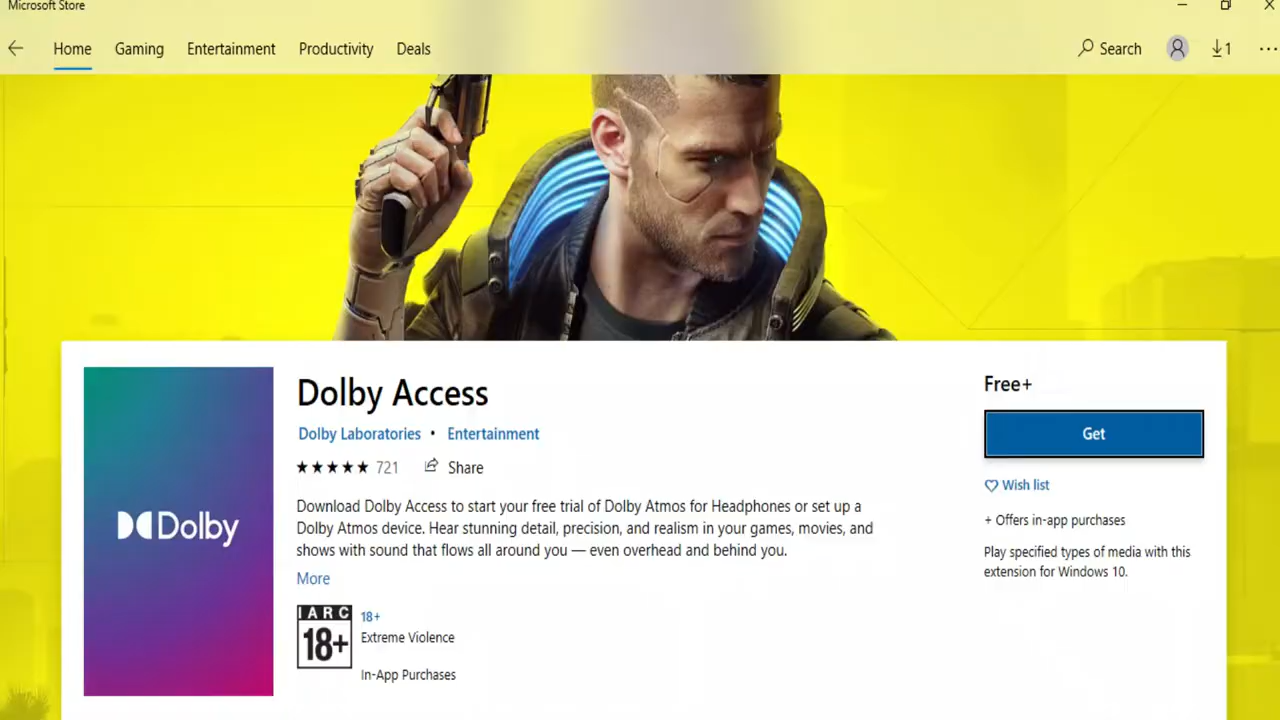 Microsoft Store
Home Gaming Entertainment Productivity Deals Search 1
Dolby Access
Dolby Laboratories • Entertainment
721 Share
Download Dolby Access to start your free trial of Dolby Atmos for Headphones or set up a
Dolby Atmos device. Hear stunning detail, precision, and realism in your games, movies, and
shows with sound that flows all around you — even overhead and behind you.
More
IARC
18+
18+
Extreme Violence
In-App Purchases
Dolby
Free+
Get
Wish list
+ Offers in-app purchases
Play specified types of media with this
extension for Windows 10.